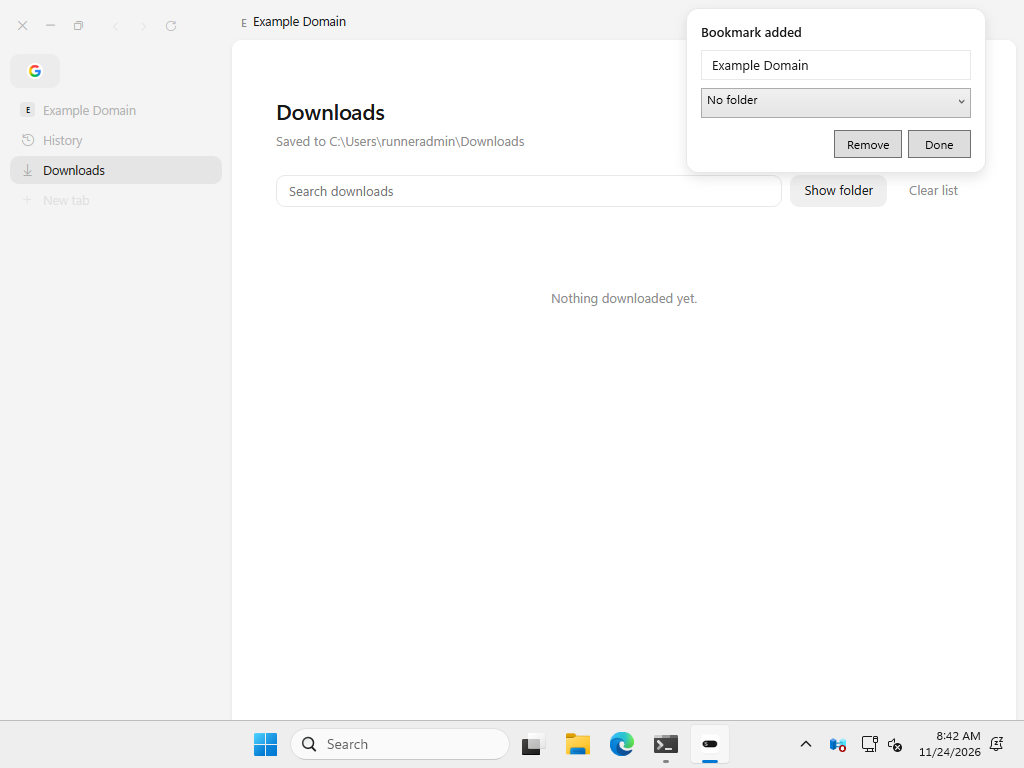 E Example Domain
Bookmark added
Example Domain
No folder
Remove
Done
G
E Example Domain
History
Downloads
New tab
Downloads
Saved to C:\Users\runneradmin\Downloads
Search downloads
Show folder
Clear list
Nothing downloaded yet.
Search
8:42 AM
11/24/2026